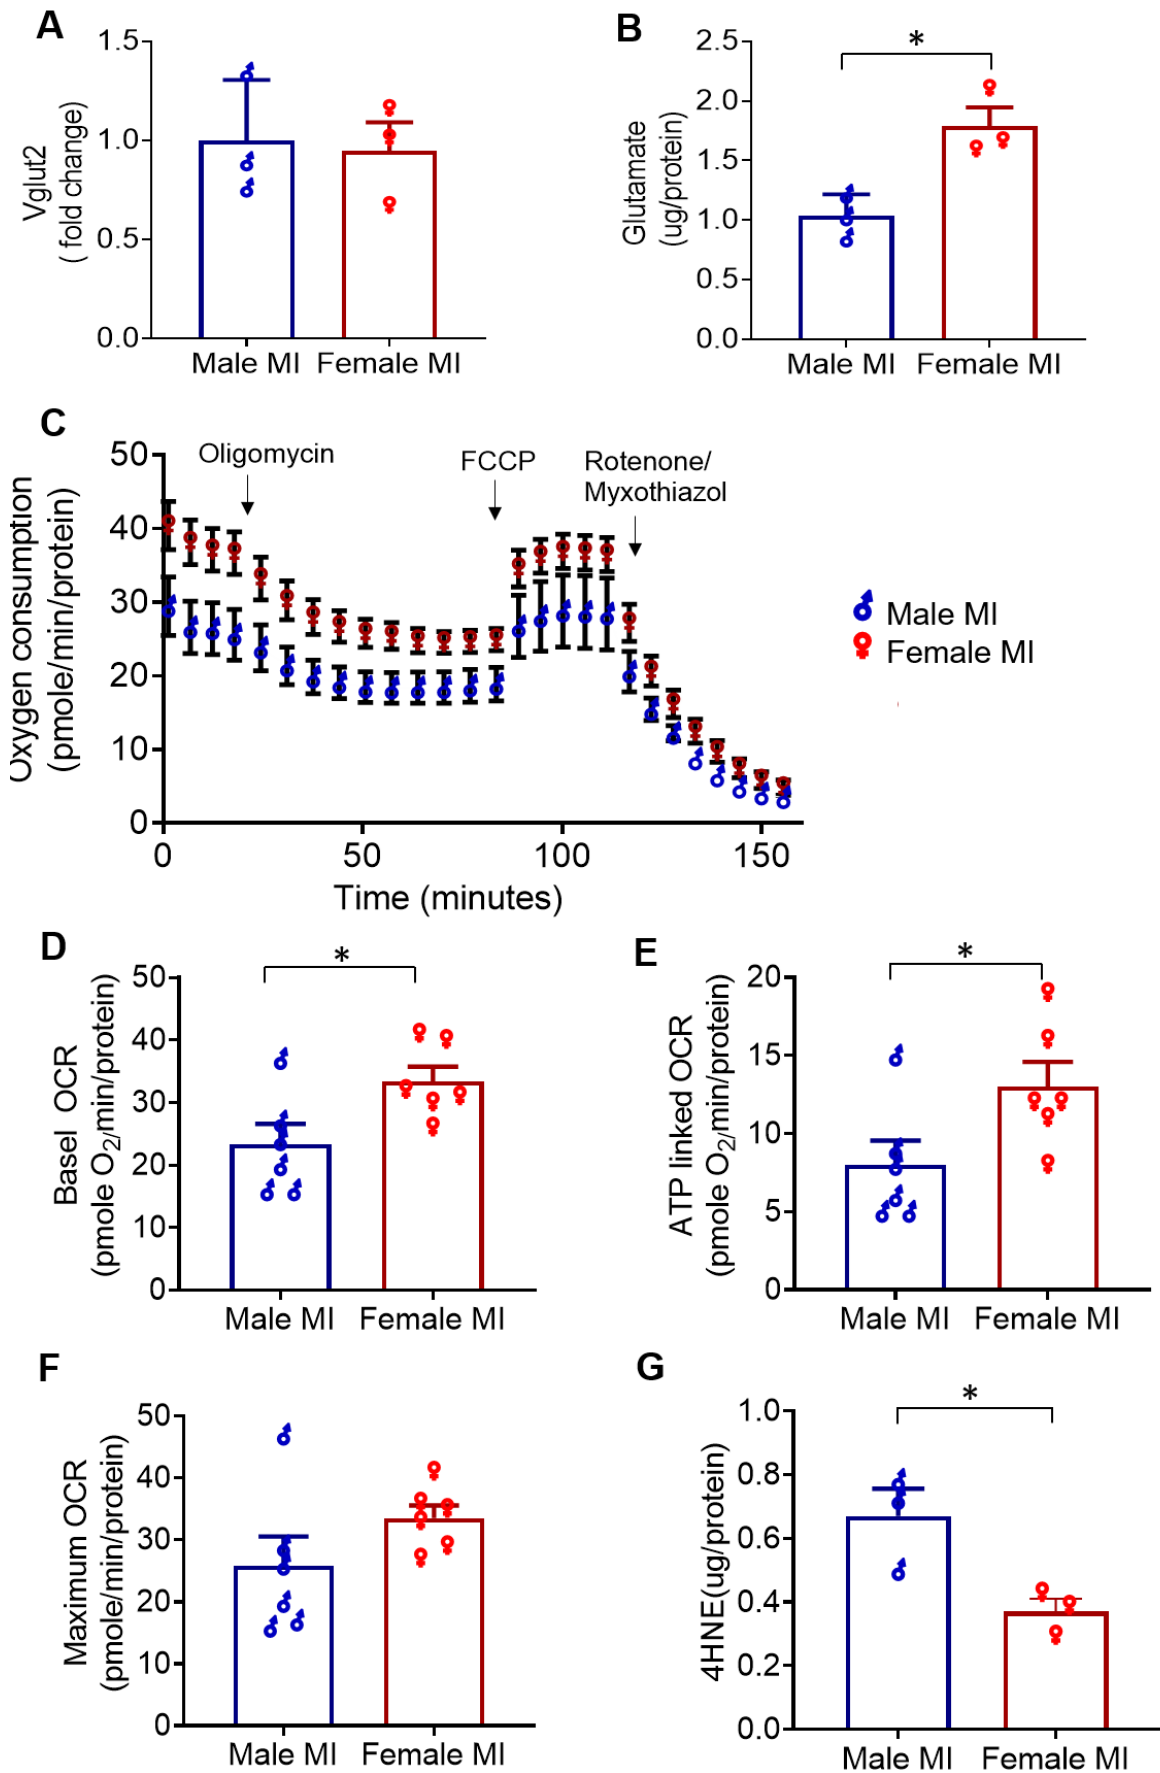 A
1.5
1.0
0.5
0.0
Vglut2
( fold change)
Male MI
Female MI
B
*
2.5
2.0
1.5
1.0
0.5
0.0
Glutamate
(ug/protein)
Male MI
Female MI
C
50
40
30
20
10
0
Oxygen consumption
(pmole/min/protein)
Oligomycin
FCCP
Rotenone/
Myxothiazol
0
50
100
150
Time (minutes)
Male MI
Female MI
D
*
50
40
30
20
10
0
Basel OCR
(pmole O2/min/protein)
Male MI
Female MI
E
*
20
15
10
5
0
ATP linked OCR
(pmole O2/min/protein)
Male MI
Female MI
F
50
40
30
20
10
0
Maximum OCR
(pmole/min/protein)
Male MI
Female MI
G
*
1.0
0.8
0.6
0.4
0.2
0.0
4HNE(ug/protein)
Male MI
Female MI